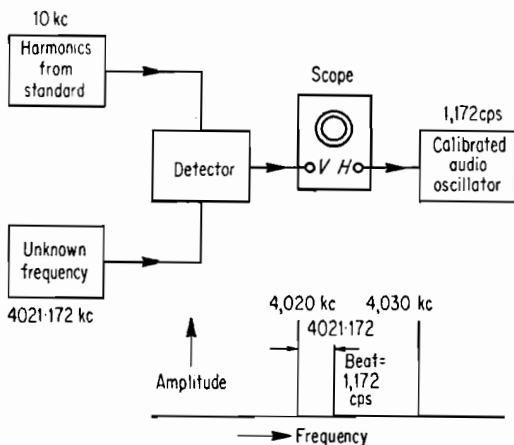 10 kc
Harmonics
from
standard
Scope
1,172cps
Detector
V H
Calibrated
audio
oscillator
Unknown
frequency
4021·172 kc
4,020 kc
4,030 kc
4021·172
Beat=
1,172
cps
Amplitude
Frequency